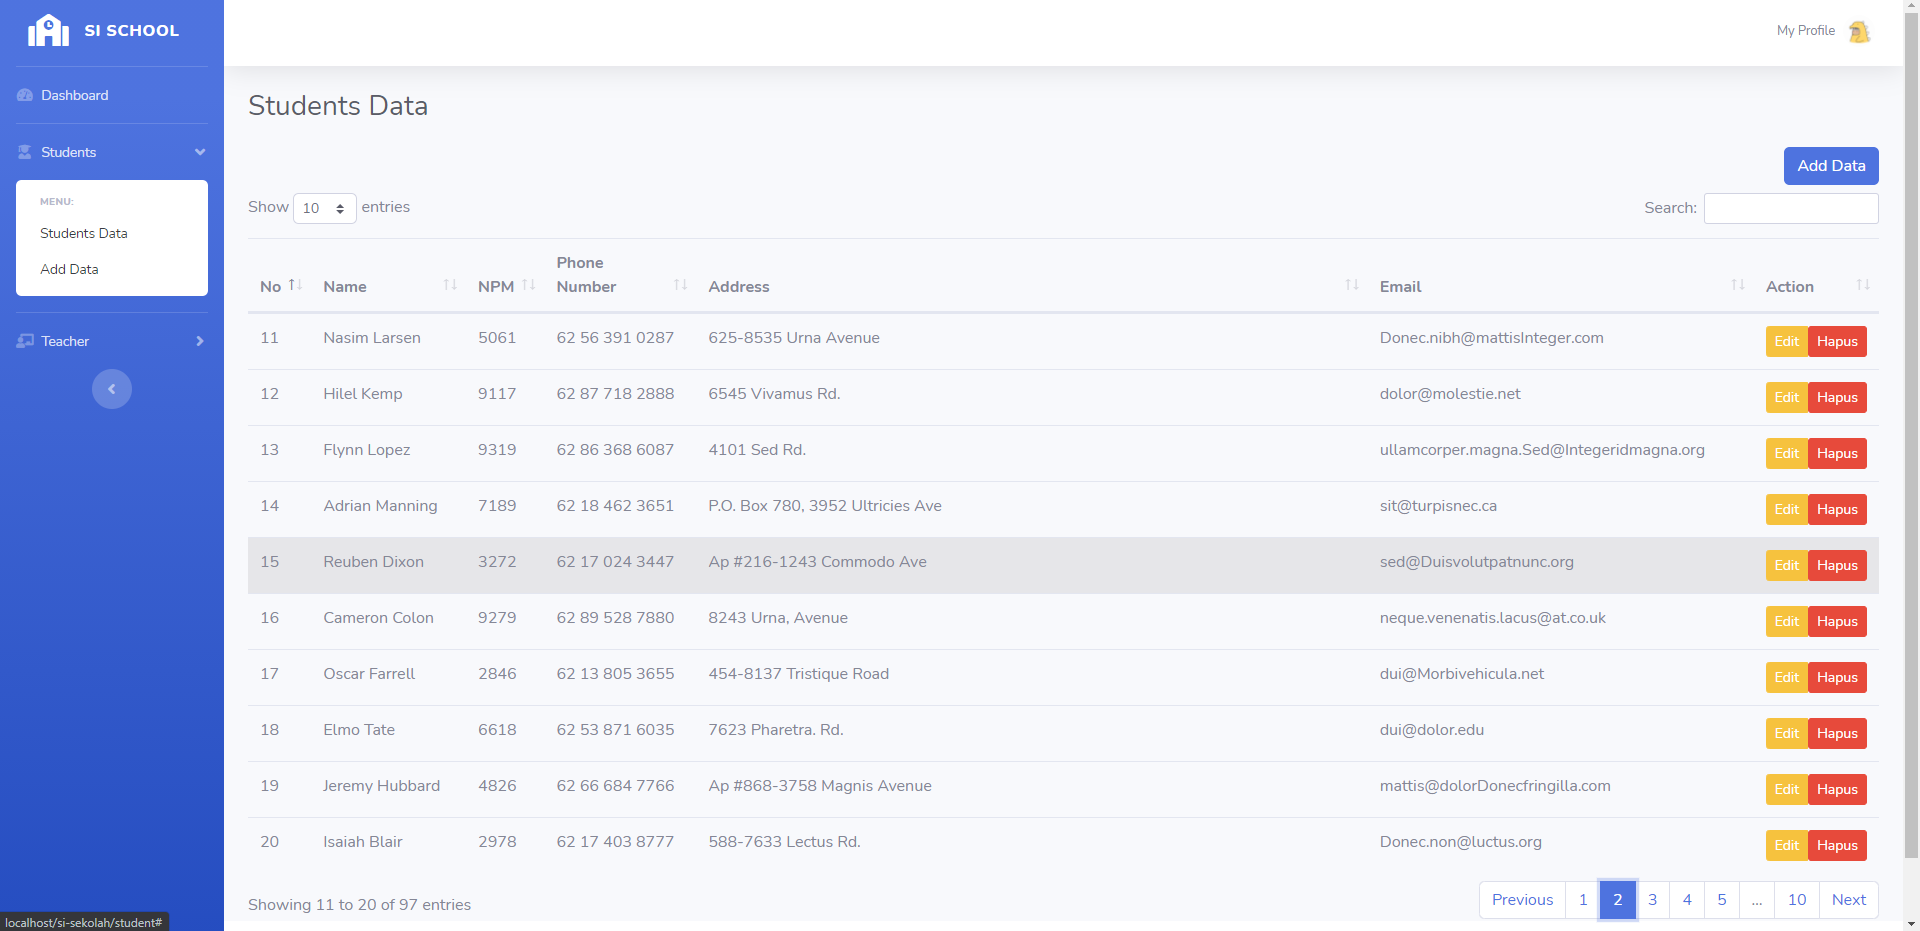 SI SCHOOL
My Profile
Dashboard
Students
MENU:
Students Data
Add Data
Teacher
Students Data
Add Data
Show 10 entries
Search:
No Name NPM Phone Number Address Email Action
11 Nasim Larsen 5061 62 56 391 0287 625-8535 Urna Avenue Donec.nibh@mattisInteger.com Edit Hapus
12 Hilel Kemp 9117 62 87 718 2888 6545 Vivamus Rd. dolor@molestie.net Edit Hapus
13 Flynn Lopez 9319 62 86 368 6087 4101 Sed Rd. ullamcorper.magna.Sed@Integeridmagna.org Edit Hapus
14 Adrian Manning 7189 62 18 462 3651 P.O. Box 780, 3952 Ultricies Ave sit@turpisnec.ca Edit Hapus
15 Reuben Dixon 3272 62 17 024 3447 Ap #216-1243 Commodo Ave sed@Duisvolutpatnunc.org Edit Hapus
16 Cameron Colon 9279 62 89 528 7880 8243 Urna, Avenue neque.venenatis.lacus@at.co.uk Edit Hapus
17 Oscar Farrell 2846 62 13 805 3655 454-8137 Tristique Road dui@Morbivehicula.net Edit Hapus
18 Elmo Tate 6618 62 53 871 6035 7623 Pharetra. Rd. dui@dolor.edu Edit Hapus
19 Jeremy Hubbard 4826 62 66 684 7766 Ap #868-3758 Magnis Avenue mattis@dolorDonecfringilla.com Edit Hapus
20 Isaiah Blair 2978 62 17 403 8777 588-7633 Lectus Rd. Donec.non@luctus.org Edit Hapus
Showing 11 to 20 of 97 entries
Previous 1 2 3 4 5 ... 10 Next
localhost/si-sekolah/student#